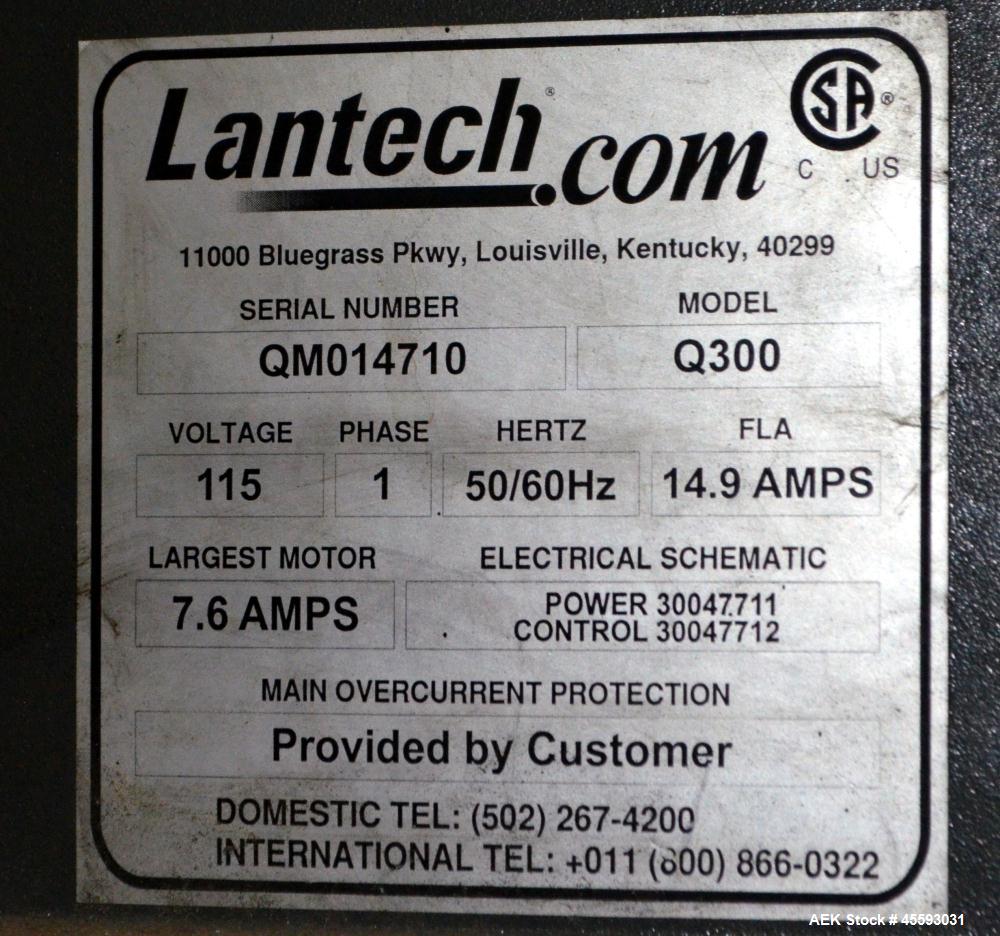 Lantech®.com
CSA®
C US
11000 Bluegrass Pkwy, Louisville, Kentucky, 40299
SERIAL NUMBER MODEL
QM014710 Q300
VOLTAGE PHASE HERTZ FLA
115 1 50/60Hz 14.9 AMPS
LARGEST MOTOR ELECTRICAL SCHEMATIC
7.6 AMPS POWER 30047711
CONTROL 30047712
MAIN OVERCURRENT PROTECTION
Provided by Customer
DOMESTIC TEL: (502) 267-4200
INTERNATIONAL TEL: +011 (800) 866-0322
AEK Stock # 45593031